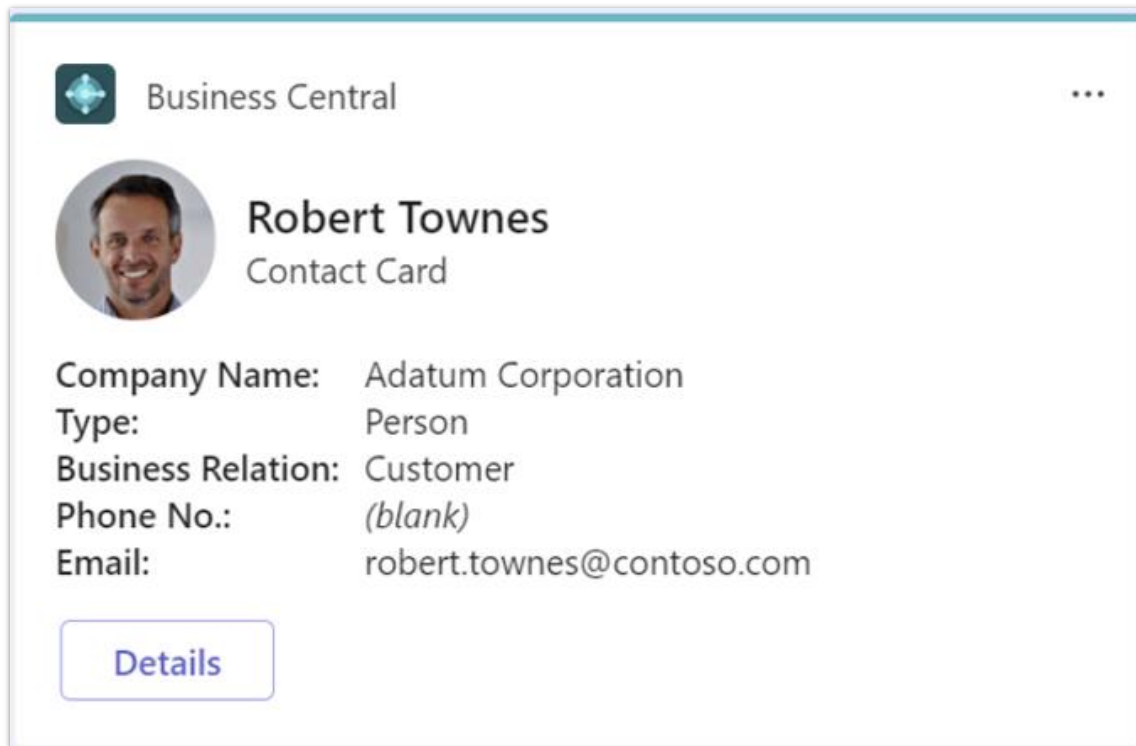 Business Central
Robert Townes
Contact Card
Company Name: Adatum Corporation
Type: Person
Business Relation: Customer
Phone No.: (blank)
Email: robert.townes@contoso.com
Details